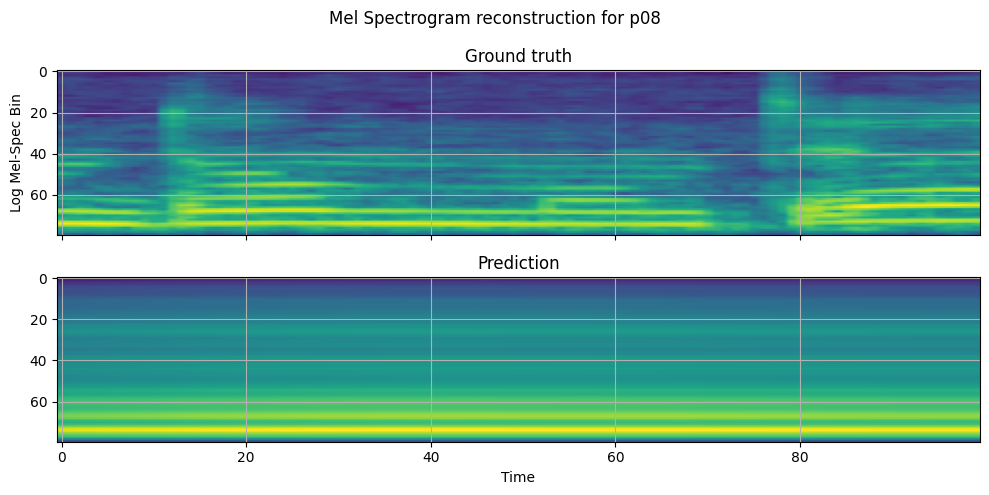 Mel Spectrogram reconstruction for p08
Ground truth
Log Mel-Spec Bin
0
20
40
60
Prediction
0
20
40
60
0 20 40 60 80
Time